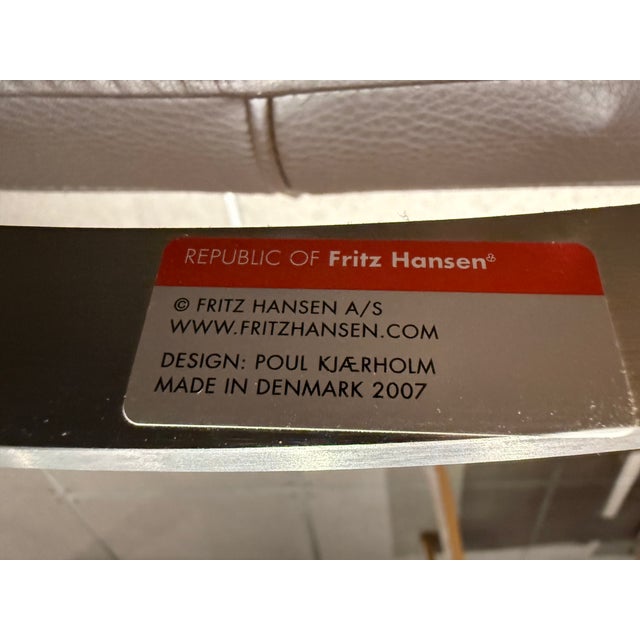 REPUBLIC OF Fritz Hansen®
© FRITZ HANSEN A/S
WWW.FRITZHANSEN.COM
DESIGN: POUL KJÆRHOLM
MADE IN DENMARK 2007